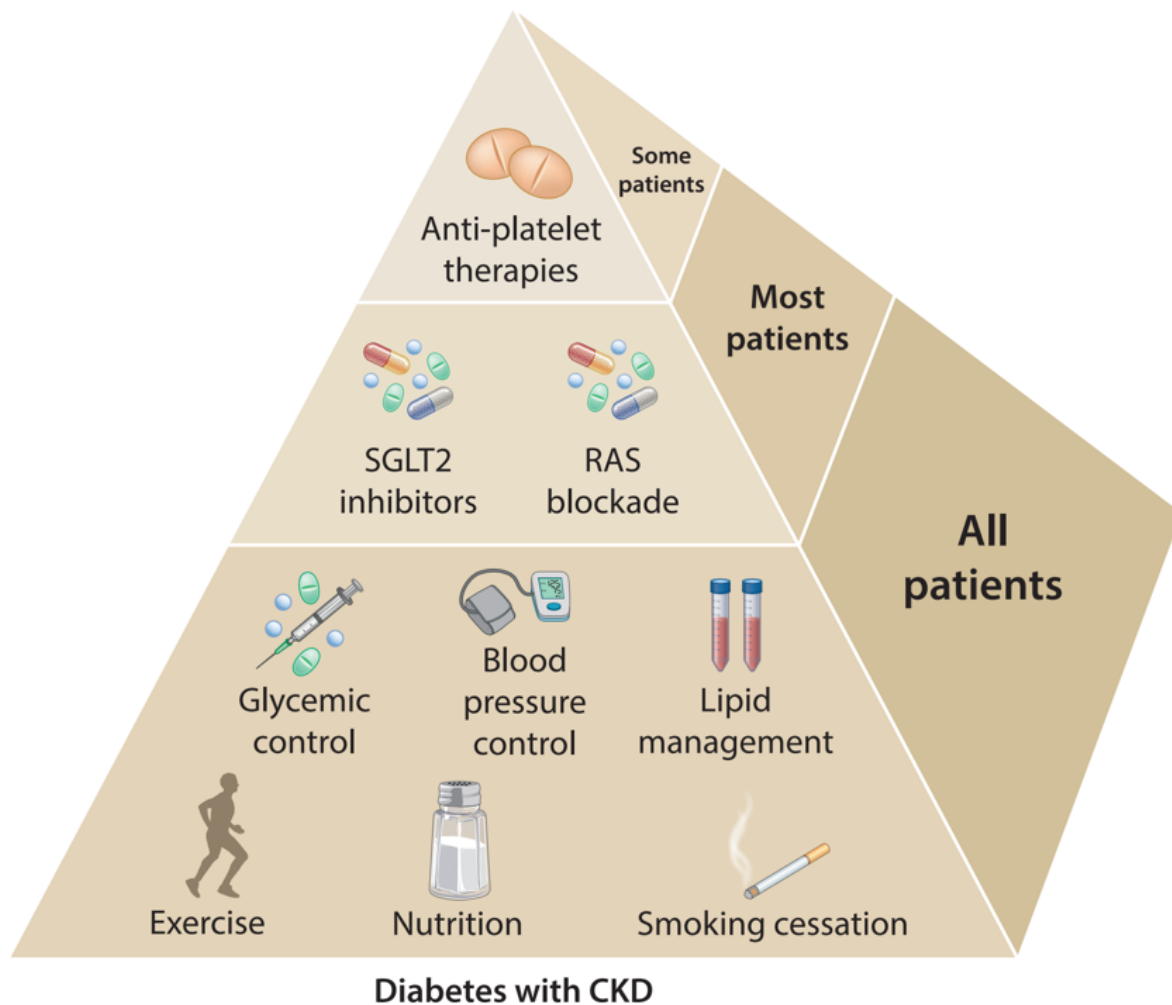 Some
patients
Anti-platelet
therapies
Most
patients
SGLT2
inhibitors
RAS
blockade
All
patients
Glycemic
control
Blood
pressure
control
Lipid
management
Exercise
Nutrition
Smoking cessation
Diabetes with CKD